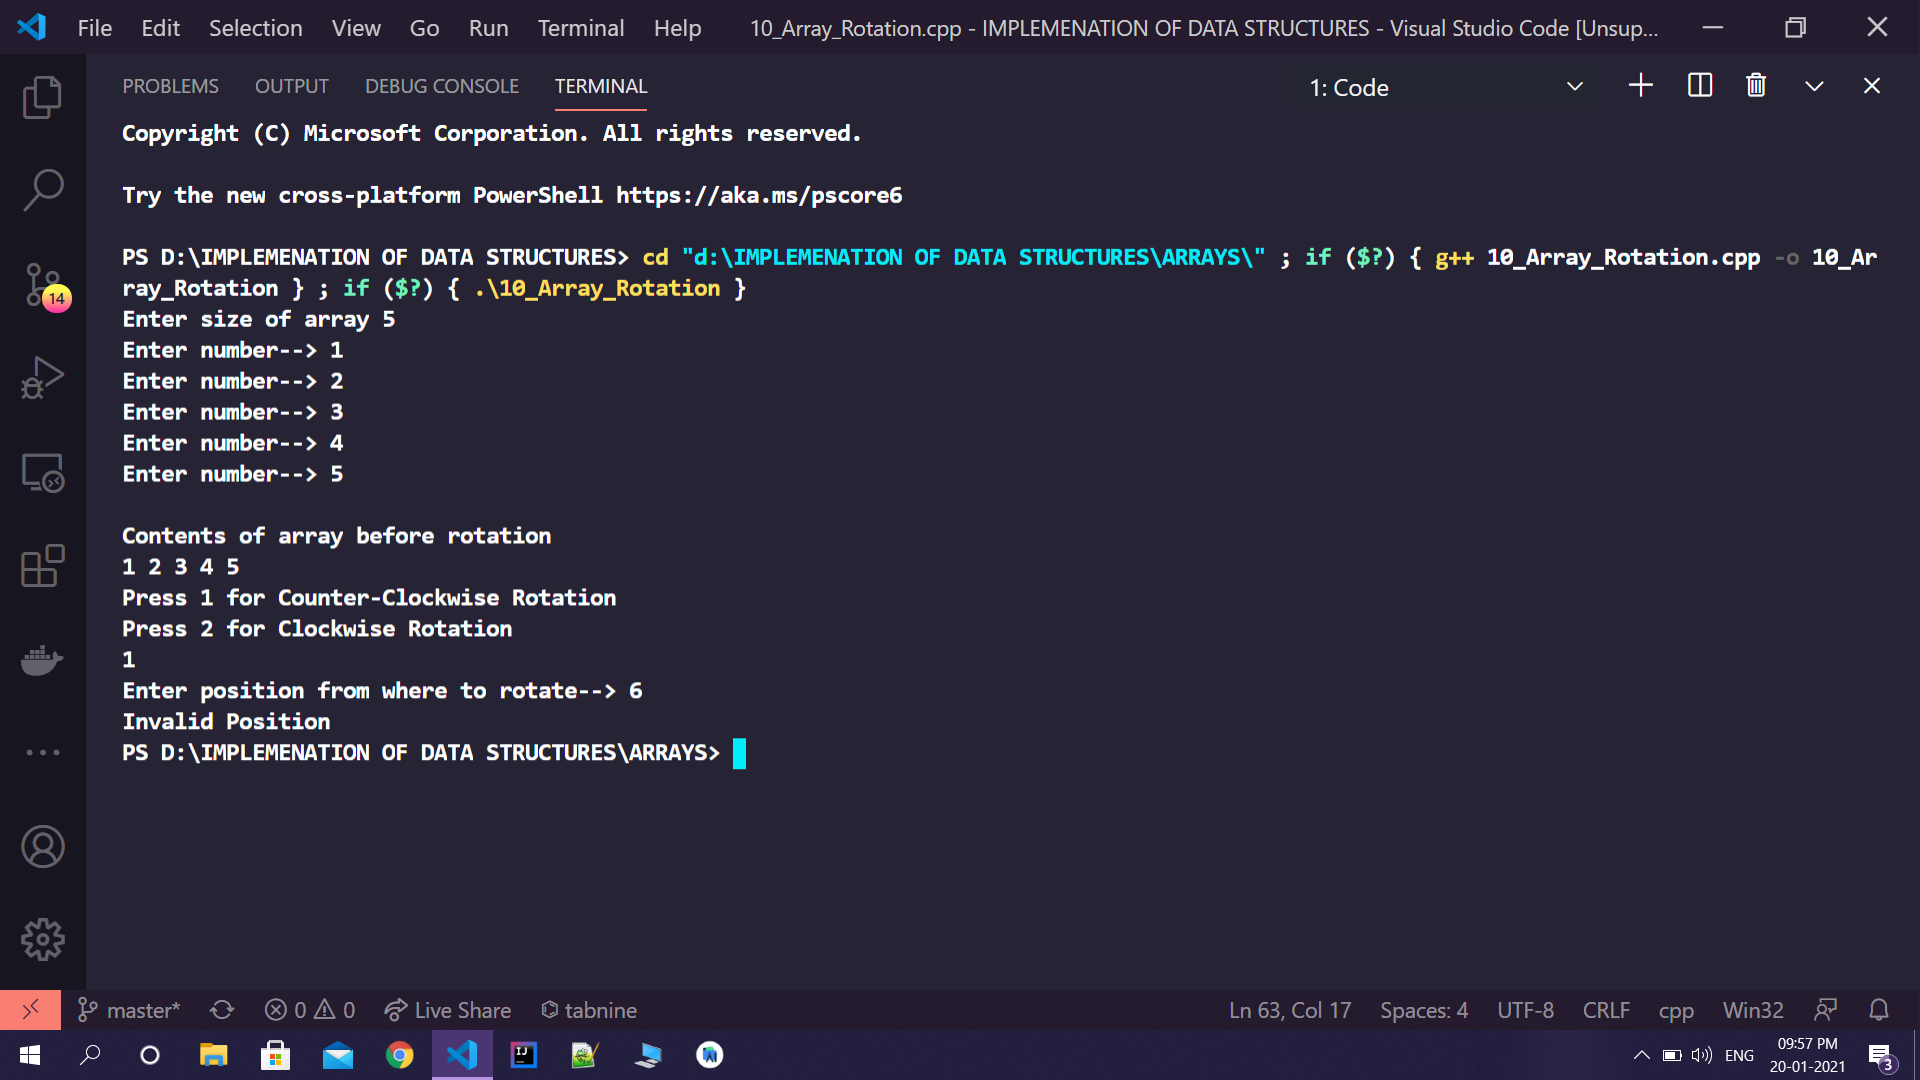 File Edit Selection View Go Run Terminal Help 10_Array_Rotation.cpp - IMPLEMENATION OF DATA STRUCTURES - Visual Studio Code [Unsup...
PROBLEMS OUTPUT DEBUG CONSOLE TERMINAL 1: Code
Copyright (C) Microsoft Corporation. All rights reserved.
Try the new cross-platform PowerShell https://aka.ms/pscore6
PS D:\IMPLEMENATION OF DATA STRUCTURES> cd "d:\IMPLEMENATION OF DATA STRUCTURES\ARRAYS\" ; if ($?) { g++ 10_Array_Rotation.cpp -o 10_Ar
ray_Rotation } ; if ($?) { .\10_Array_Rotation }
Enter size of array 5
Enter number--> 1
Enter number--> 2
Enter number--> 3
Enter number--> 4
Enter number--> 5
Contents of array before rotation
1 2 3 4 5
Press 1 for Counter-Clockwise Rotation
Press 2 for Clockwise Rotation
1
Enter position from where to rotate--> 6
Invalid Position
PS D:\IMPLEMENATION OF DATA STRUCTURES\ARRAYS>
14
master* 0 0 Live Share tabnine Ln 63, Col 17 Spaces: 4 UTF-8 CRLF cpp Win32
IJ ENG 09:57 PM
20-01-2021 3